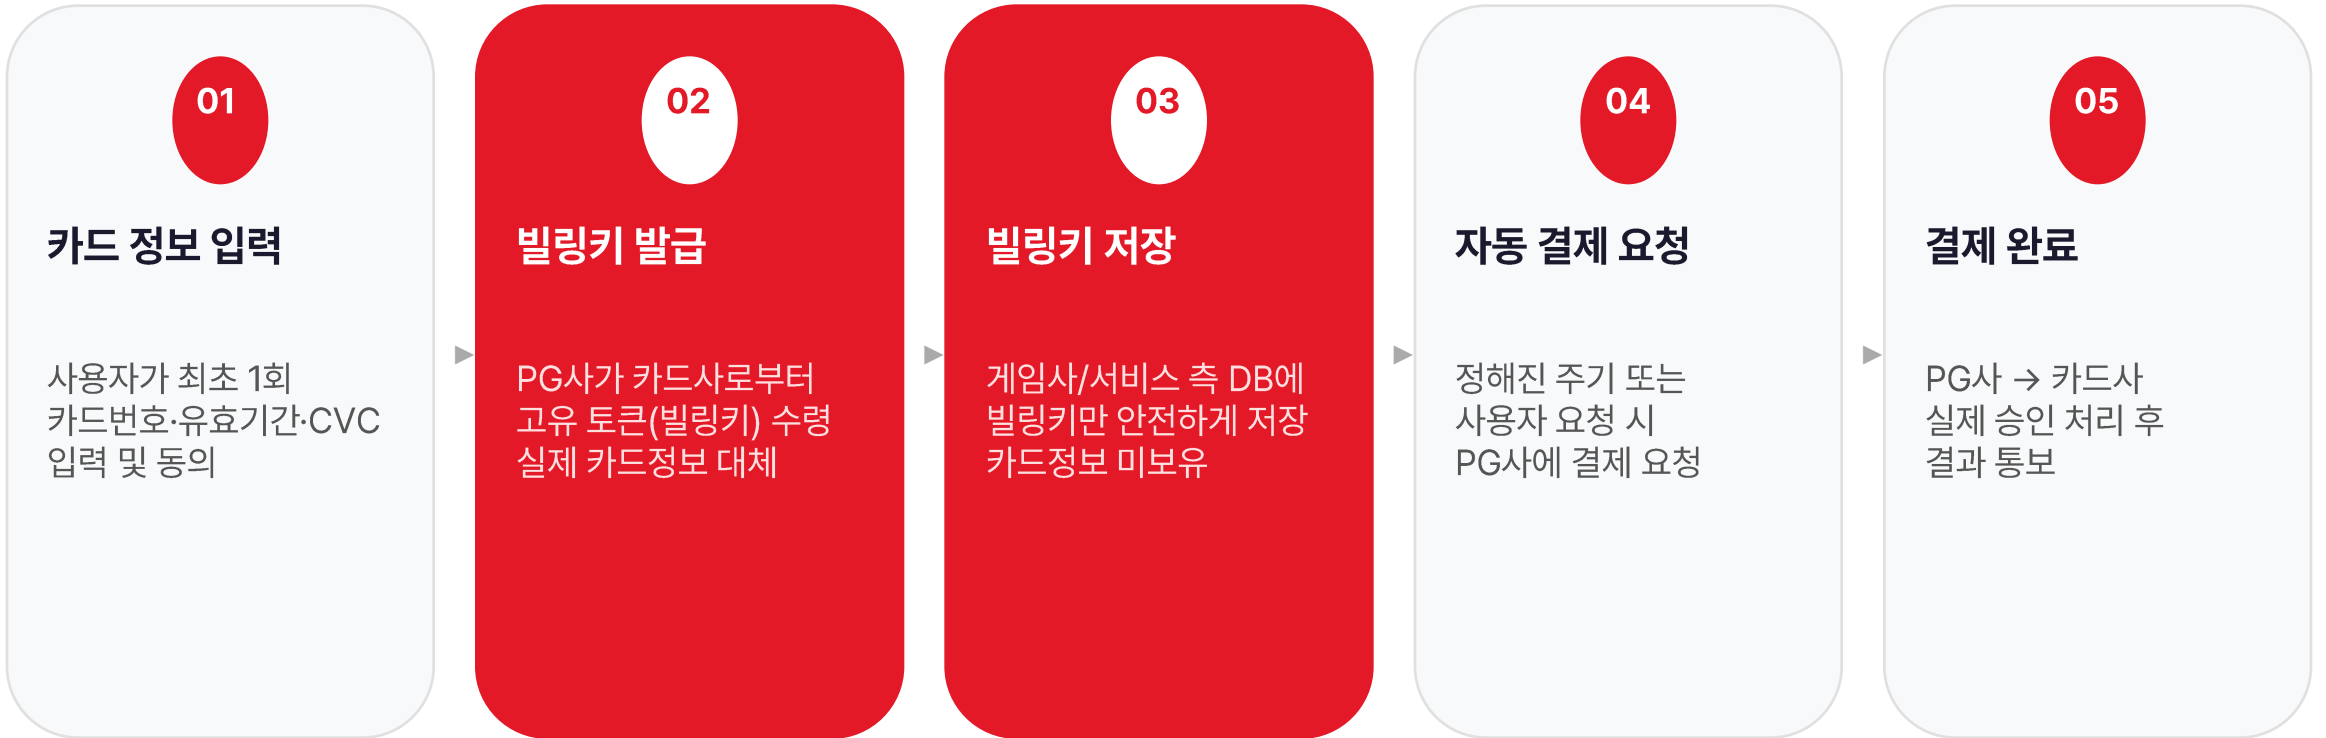 01
카드 정보 입력
사용자가 최초 1회
카드번호·유효기간·CVC
입력 및 동의
02
빌링키 발급
PG사가 카드사로부터
고유 토큰(빌링키) 수령
실제 카드정보 대체
03
빌링키 저장
게임사/서비스 측 DB에
빌링키만 안전하게 저장
카드정보 미보유
04
자동 결제 요청
정해진 주기 또는
사용자 요청 시
PG사에 결제 요청
05
결제 완료
PG사 → 카드사
실제 승인 처리 후
결과 통보